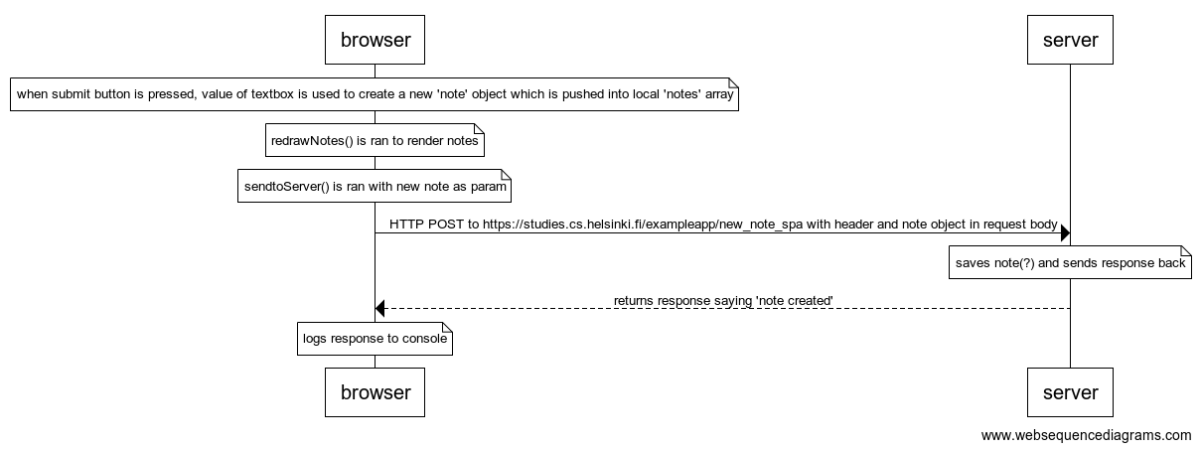 browser
server
when submit button is pressed, value of textbox is used to create a new 'note' object which is pushed into local 'notes' array
redrawNotes() is ran to render notes
sendtoServer() is ran with new note as param
HTTP POST to https://studies.cs.helsinki.fi/exampleapp/new_note_spa with header and note object in request body
saves note(?) and sends response back
returns response saying 'note created'
logs response to console
browser
server
www.websequencediagrams.com